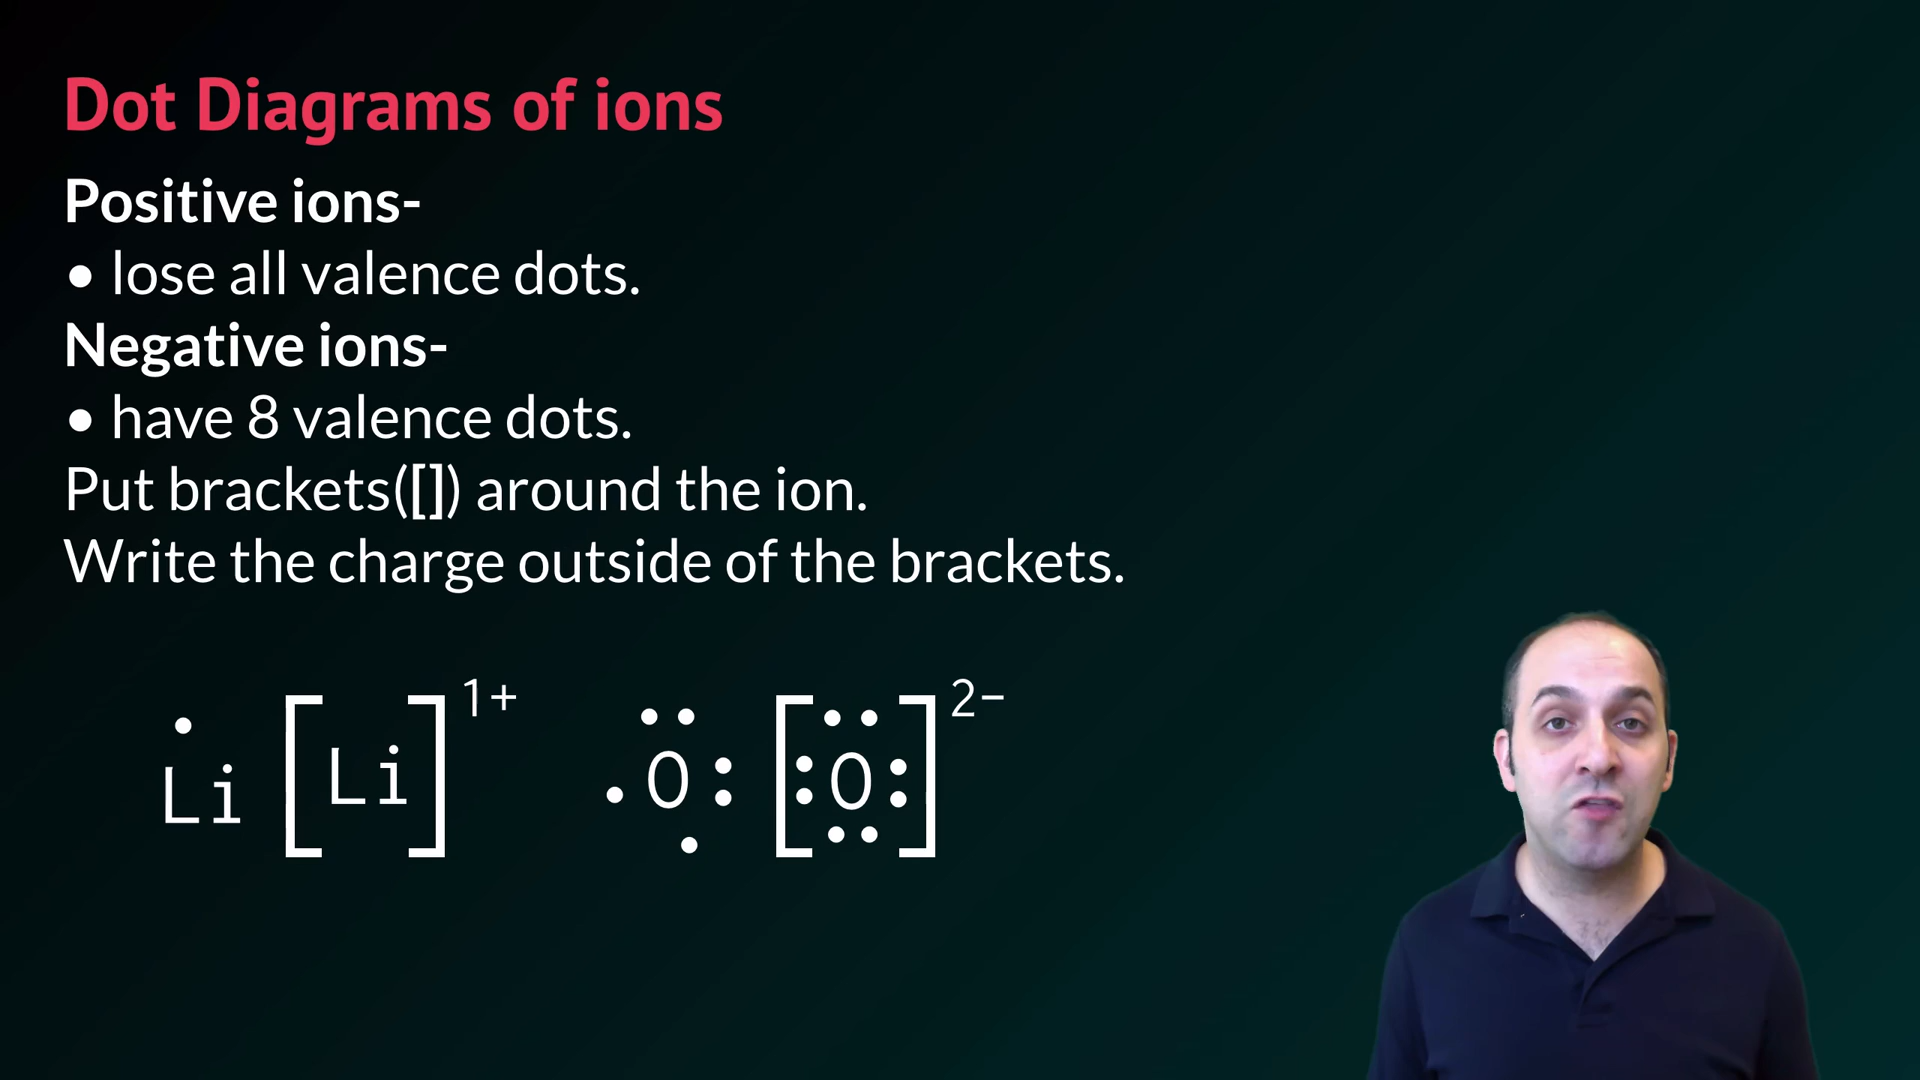 Dot Diagrams of ions
Positive ions-
• lose all valence dots.
Negative ions-
• have 8 valence dots.
Put brackets([]) around the ion.
Write the charge outside of the brackets.
Li [Li] 1+ O [O] 2−